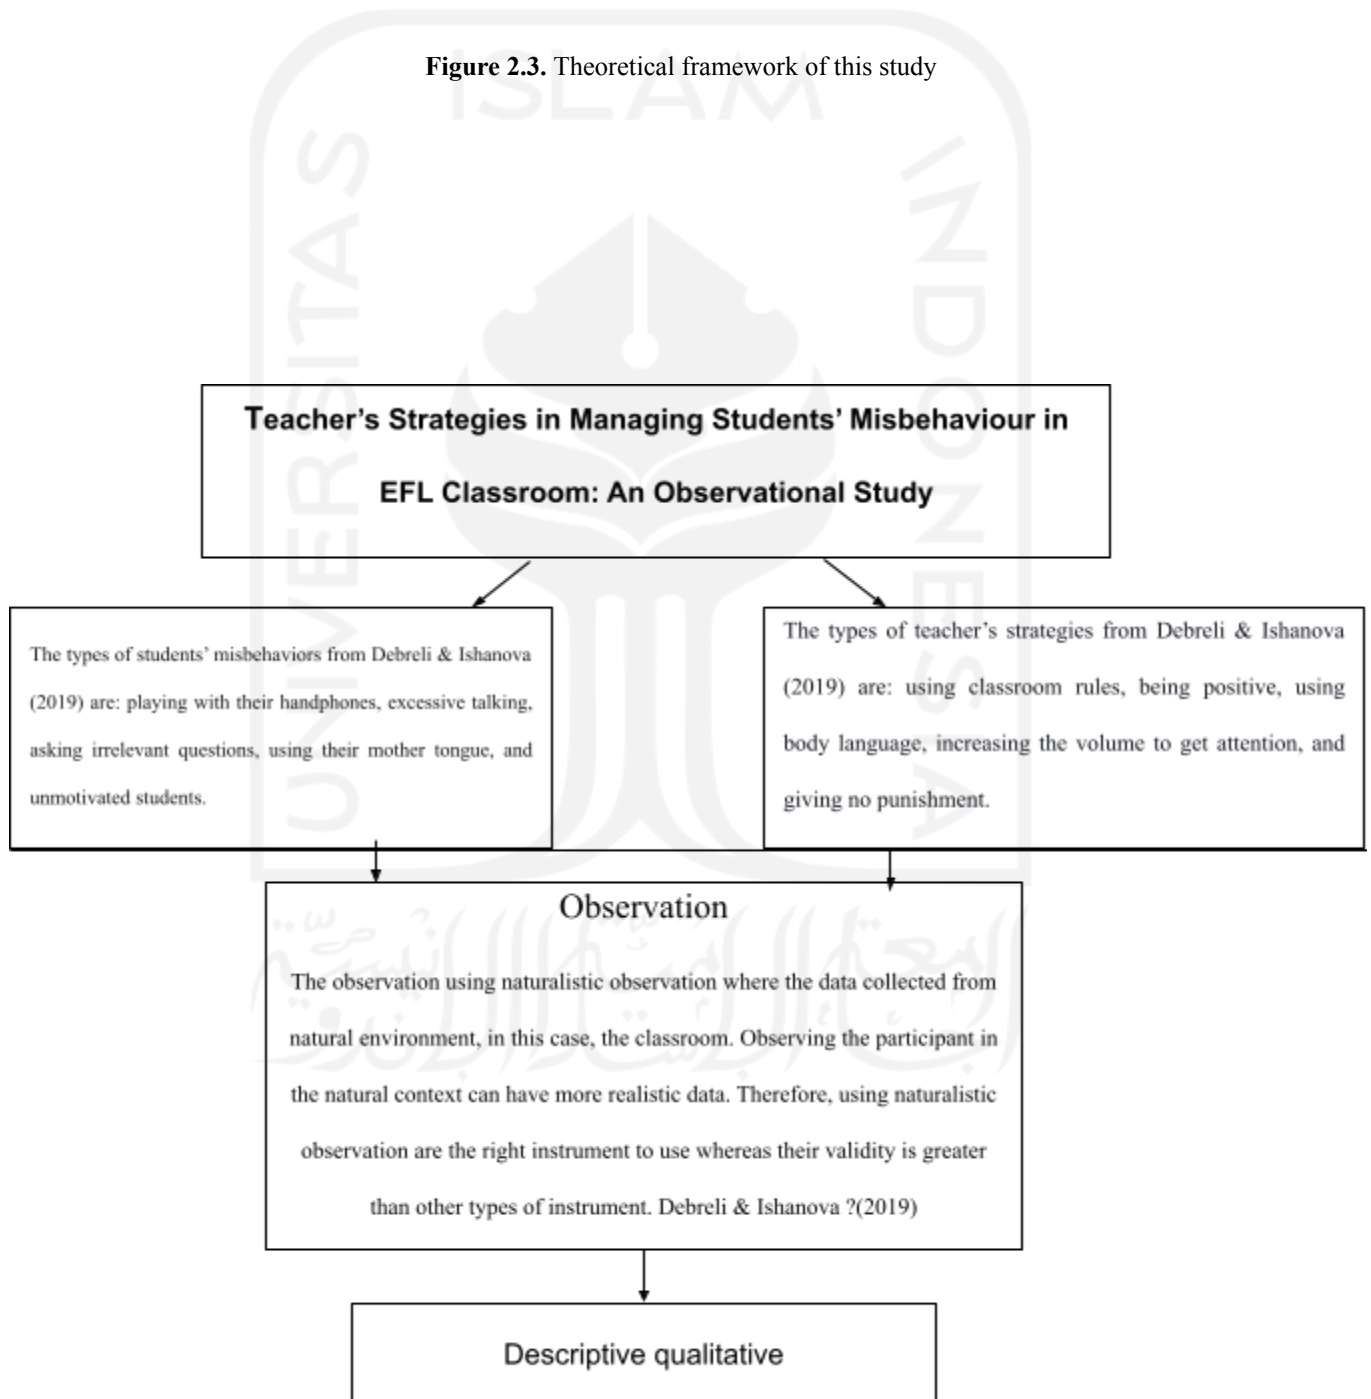 Figure 2.3. Theoretical framework of this study
ISLAM
UNIVERSITAS
INDONESIA
Teacher’s Strategies in Managing Students’ Misbehaviour in
EFL Classroom: An Observational Study
The types of students’ misbehaviors from Debreli & Ishanova
(2019) are: playing with their handphones, excessive talking,
asking irrelevant questions, using their mother tongue, and
unmotivated students.
The types of teacher’s strategies from Debreli & Ishanova
(2019) are: using classroom rules, being positive, using
body language, increasing the volume to get attention, and
giving no punishment.
Observation
The observation using naturalistic observation where the data collected from
natural environment, in this case, the classroom. Observing the participant in
the natural context can have more realistic data. Therefore, using naturalistic
observation are the right instrument to use whereas their validity is greater
than other types of instrument. Debreli & Ishanova ?(2019)
Descriptive qualitative